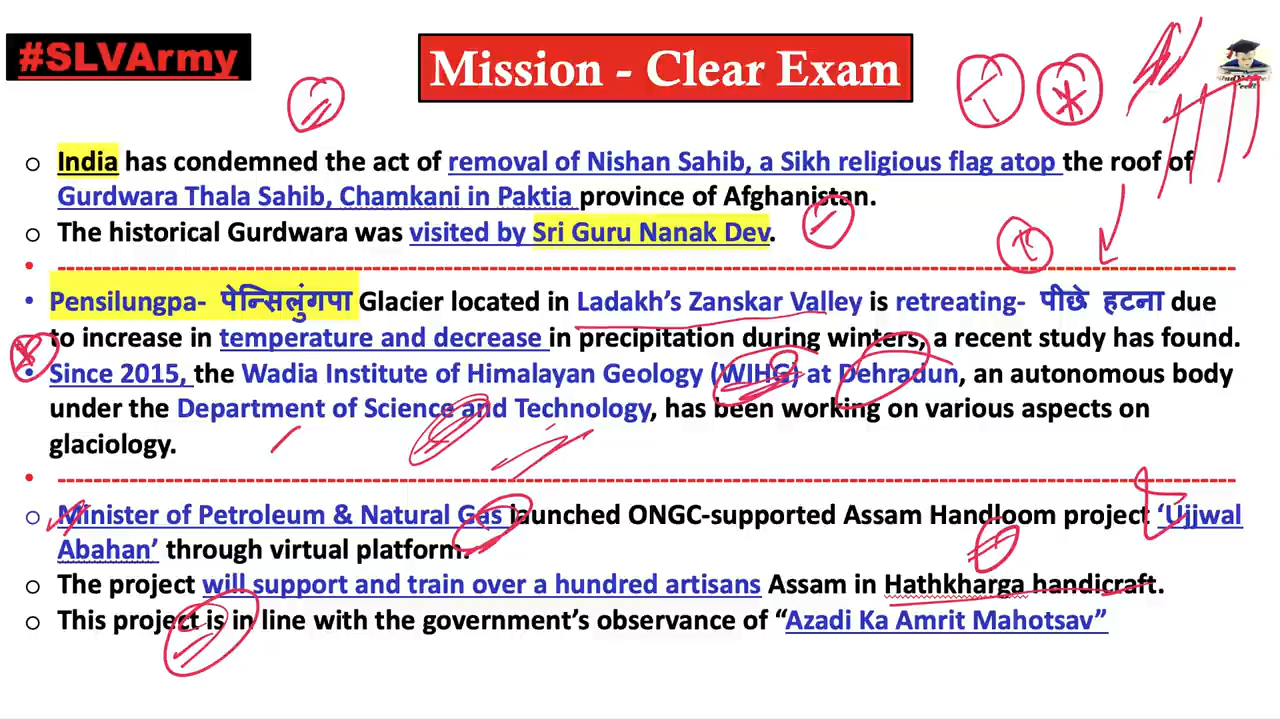 #SLVArmy
Mission - Clear Exam
○ India has condemned the act of removal of Nishan Sahib, a Sikh religious flag atop the roof of
Gurdwara Thala Sahib, Chamkani in Paktia province of Afghanistan.
○ The historical Gurdwara was visited by Sri Guru Nanak Dev.
• ------------------------------------------------------------
• Pensilungpa- पेन्सिलुंगपा Glacier located in Ladakh’s Zanskar Valley is retreating- पीछे हटना due
to increase in temperature and decrease in precipitation during winters, a recent study has found.
• Since 2015, the Wadia Institute of Himalayan Geology (WIHG) at Dehradun, an autonomous body
under the Department of Science and Technology, has been working on various aspects on
glaciology.
• ------------------------------------------------------------
○ Minister of Petroleum & Natural Gas launched ONGC-supported Assam Handloom project ‘Ujjwal
Abahan’ through virtual platform.
○ The project will support and train over a hundred artisans Assam in Hathkharga handicraft.
○ This project is in line with the government’s observance of “Azadi Ka Amrit Mahotsav”